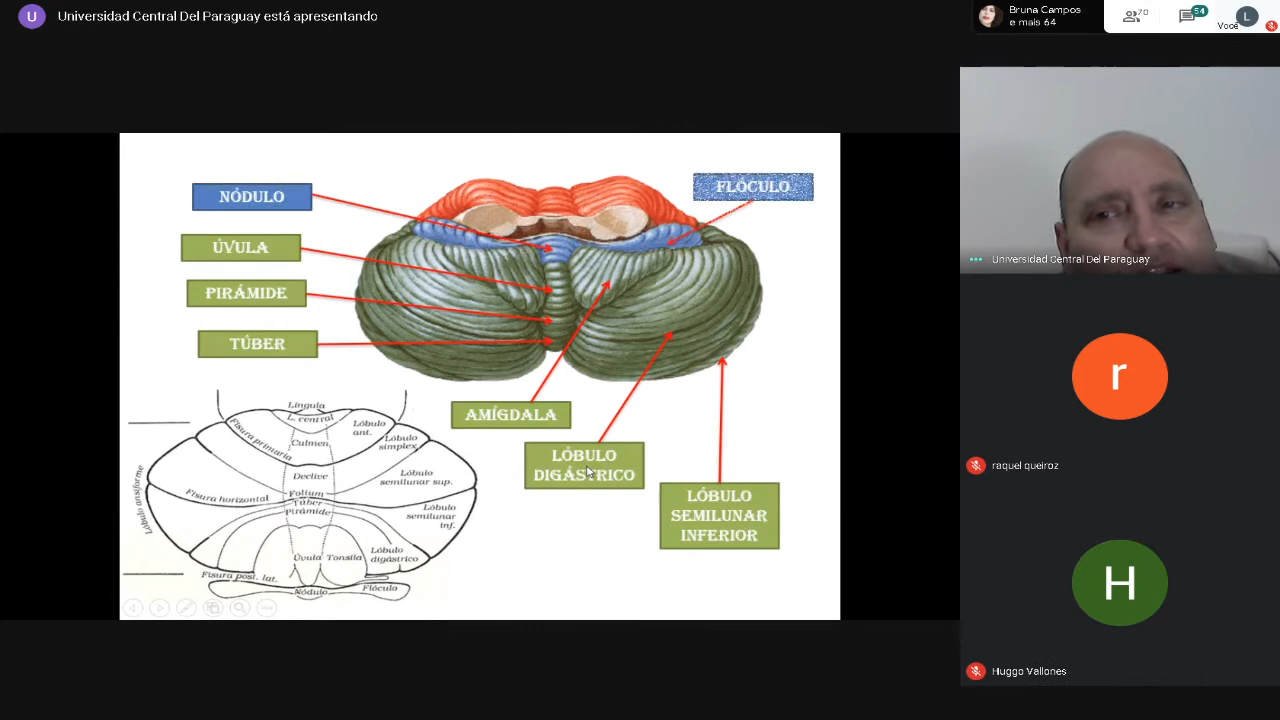 U Universidad Central Del Paraguay está apresentando
Bruna Campos
e mais 64
70
54
L
Você
NÓDULO
FLÓCULO
ÚVULA
PIRÁMIDE
TÚBER
AMÍGDALA
LÓBULO
DIGÁSTRICO
LÓBULO
SEMILUNAR
INFERIOR
Língula
L. central
Lóbulo
ant.
Fisura primaria
Culmen
Lóbulo
simplex
Declive
Lóbulo
semilunar sup.
Lóbulo ansiforme
Fisura horizontal
Folium
Túber
Pirámide
Lóbulo
semilunar
inf.
Úvula
Tonsila
Lóbulo
digástrico
Fisura post. lat.
Nódulo
Flóculo
Universidad Central Del Paraguay
r
raquel queiroz
H
Huggo Vallones